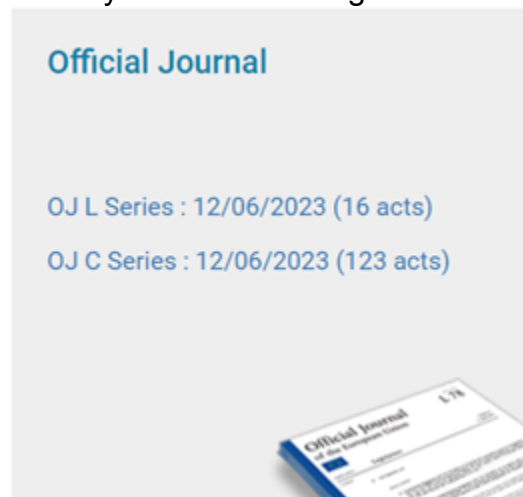 Official Journal
OJ L Series : 12/06/2023 (16 acts)
OJ C Series : 12/06/2023 (123 acts)
Official Journal
of the European Union
L 78